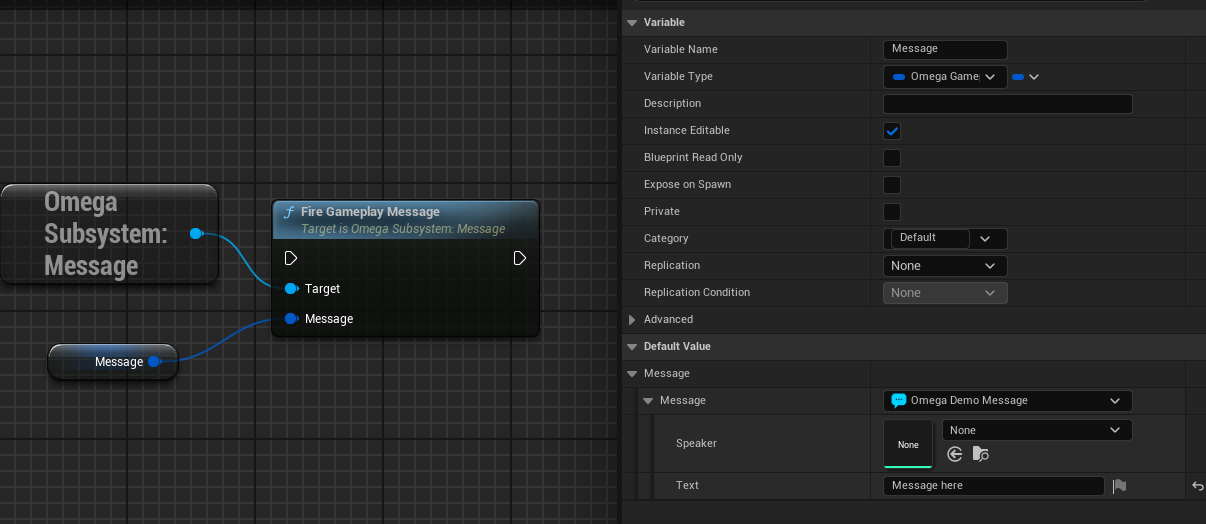 Omega
Subsystem:
Message
Fire Gameplay Message
Target is Omega Subsystem: Message
Target
Message
Message
Variable
Variable Name
Message
Variable Type
Omega Game
Description
Instance Editable
Blueprint Read Only
Expose on Spawn
Private
Category
Default
Replication
None
Replication Condition
None
Advanced
Default Value
Message
Message
Omega Demo Message
Speaker
None
None
Text
Message here